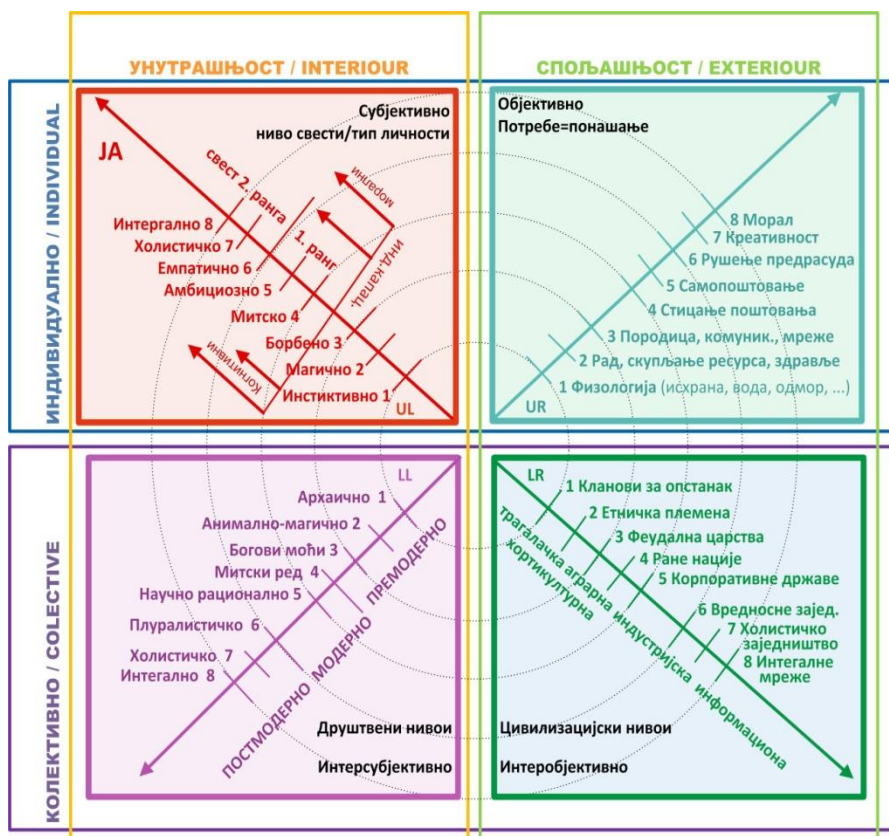 УНУТРАШЊОСТ / INTERIOUR
СПОЉАШЊОСТ / EXTERIOUR
ИНДИВИДУАЛНО / INDIVIDUAL
КОЛЕКТИВНО / COLECTIVE
Субјективно
ниво свести/тип личности
ЈА
свест 2. ранга
1. ранг
морални
инд.капац.
Когнитивни
Интергално 8
Холистичко 7
Емпатично 6
Амбициозно 5
Митско 4
Борбено 3
Магично 2
Инстиктивно 1
UL
Објективно
Потребе=понашање
8 Морал
7 Креативност
6 Рушење предрасуда
5 Самопоштовање
4 Стицање поштовања
3 Породица, комуник., мреже
2 Рад, скупљање ресурса, здравље
1 Физологија (исхрана, вода, одмор, ...)
UR
LL
Архаично 1
Анимално-магично 2
Богови моћи 3
Митски ред 4
Научно рационално 5
Плуралистичко 6
Холистичко 7
Интегално 8
ПРЕМОДЕРНО
МОДЕРНО
ПОСТМОДЕРНО
Друштвени нивои
Интерсубјективно
LR
1 Кланови за опстанак
2 Етничка племена
3 Феудална царства
4 Ране нације
5 Корпоративне државе
6 Вредносне зајед.
7 Холистичко
заједништво
8 Интегалне
мреже
трагалачка
хортикултурна
аграрна
индустријска
информациона
Цивилизацијски нивои
Интеробјективно